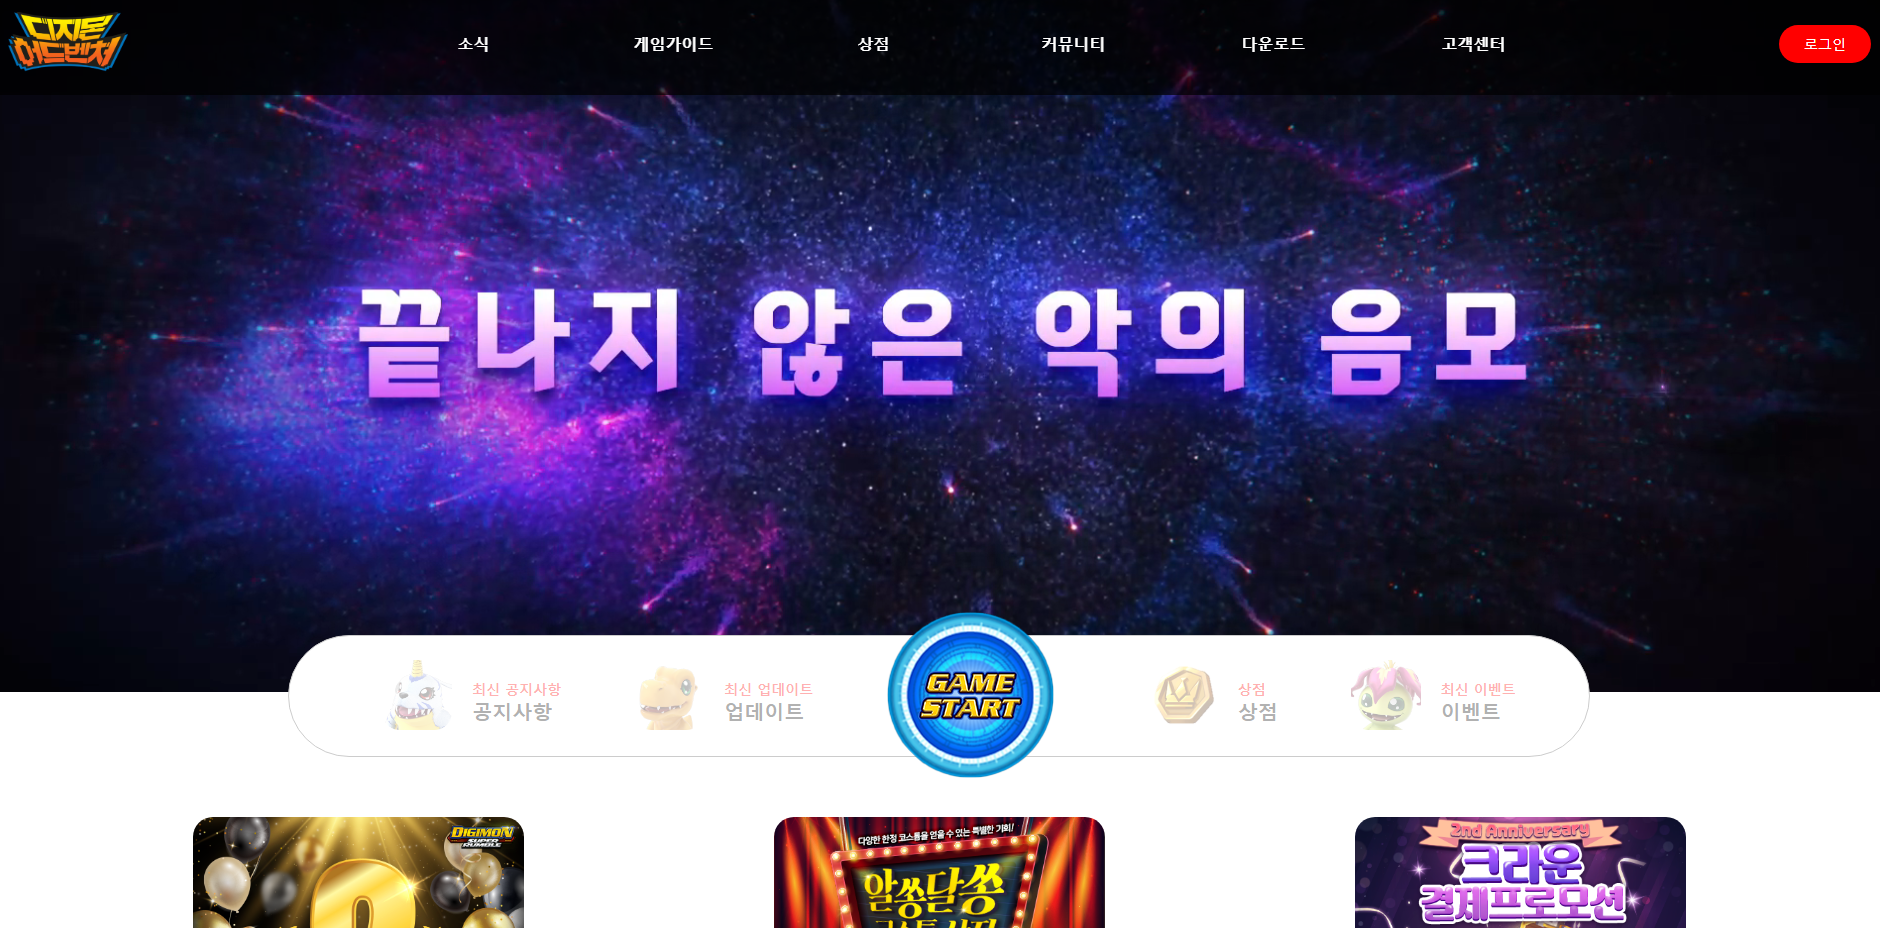 디지몬
어드벤처
소식
게임가이드
상점
커뮤니티
다운로드
고객센터
로그인
끝나지 않은 악의 음모
최신 공지사항
공지사항
최신 업데이트
업데이트
GAME
START
상점
상점
최신 이벤트
이벤트
DIGIMON
SUPER
RUMBLE
다양한 한정 코스튬을 얻을 수 있는 특별한 기회!
알쏭달쏭
2nd Anniversary
크라운
결제프로모션